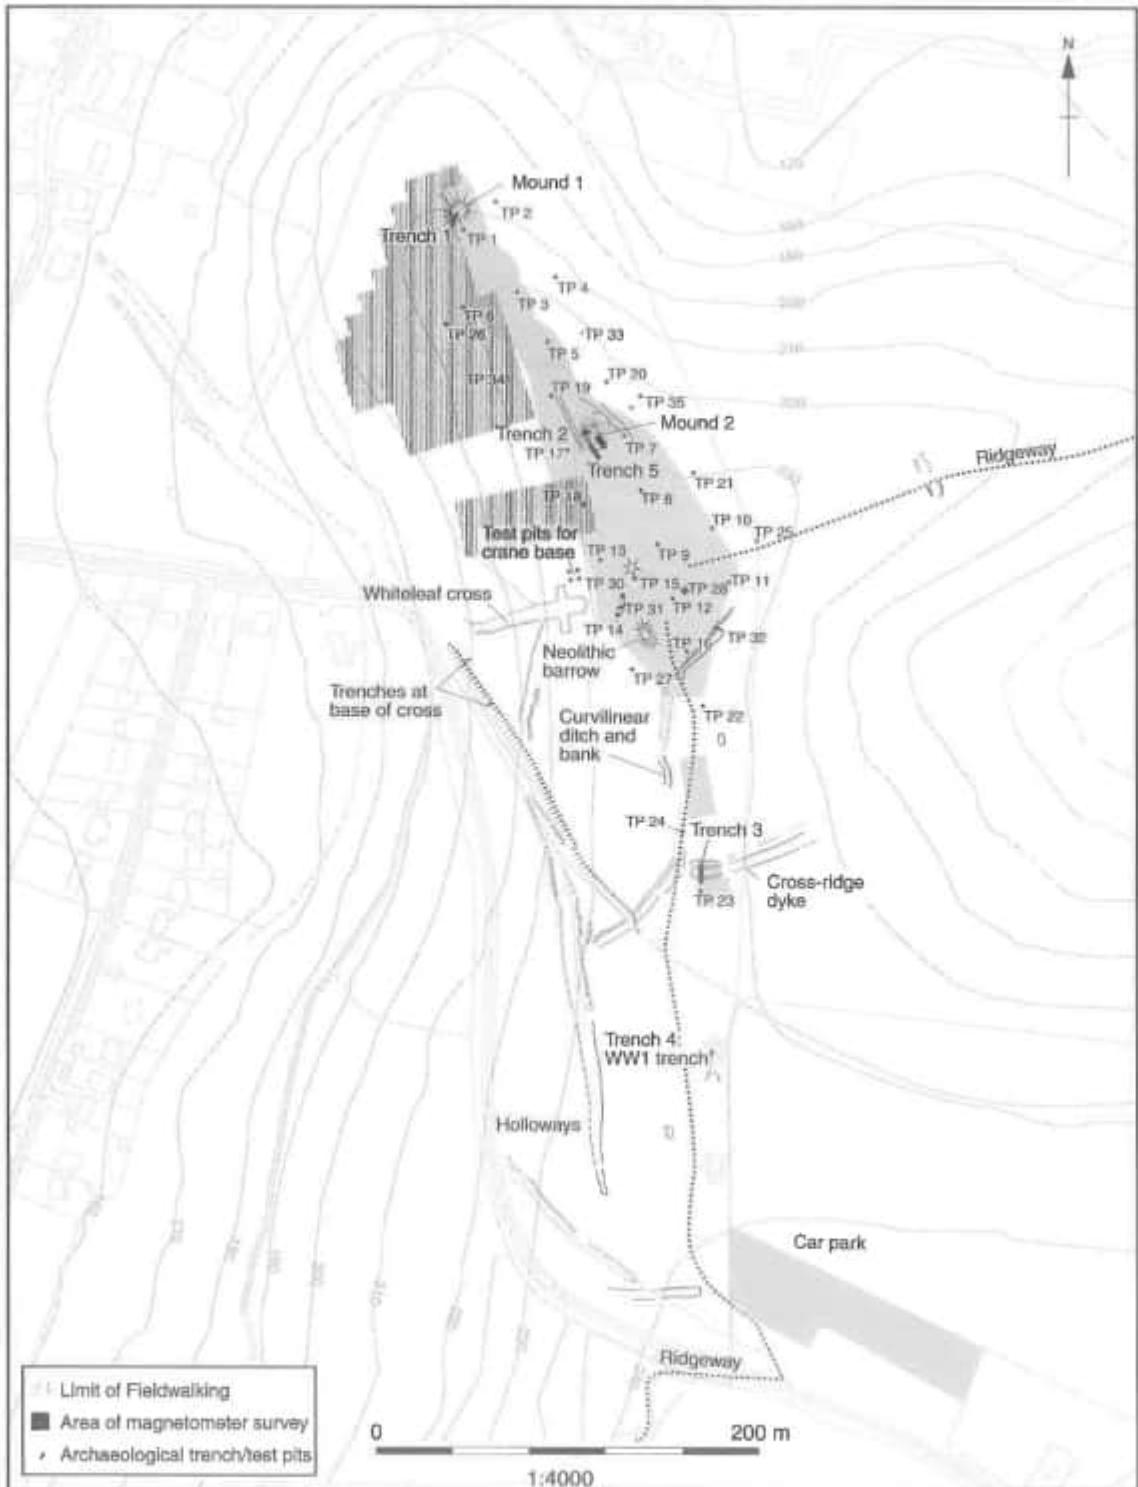 N
Mound 1
TP 2
Trench 1
TP 1
TP 4
TP 3
TP 6
TP 26
TP 33
TP 5
TP 34
TP 20
TP 19
TP 35
Mound 2
Trench 2
TP 7
TP 17
Trench 5
Ridgeway
TP 21
TP 8
TP 18
TP 10
TP 25
Test pits for
crane base
TP 13
TP 9
TP 30
TP 15
TP 28
TP 11
Whiteleaf cross
TP 31
TP 12
TP 14
TP 32
TP 16
Neolithic
barrow
TP 27
Trenches at
base of cross
Curvilinear
ditch and
bank
TP 22
TP 24
Trench 3
Cross-ridge
dyke
TP 23
Trench 4
WW1 trench
Holloways
Car park
Ridgeway
Limit of Fieldwalking
Area of magnetometer survey
Archaeological trench/test pits
0
200 m
1:4000